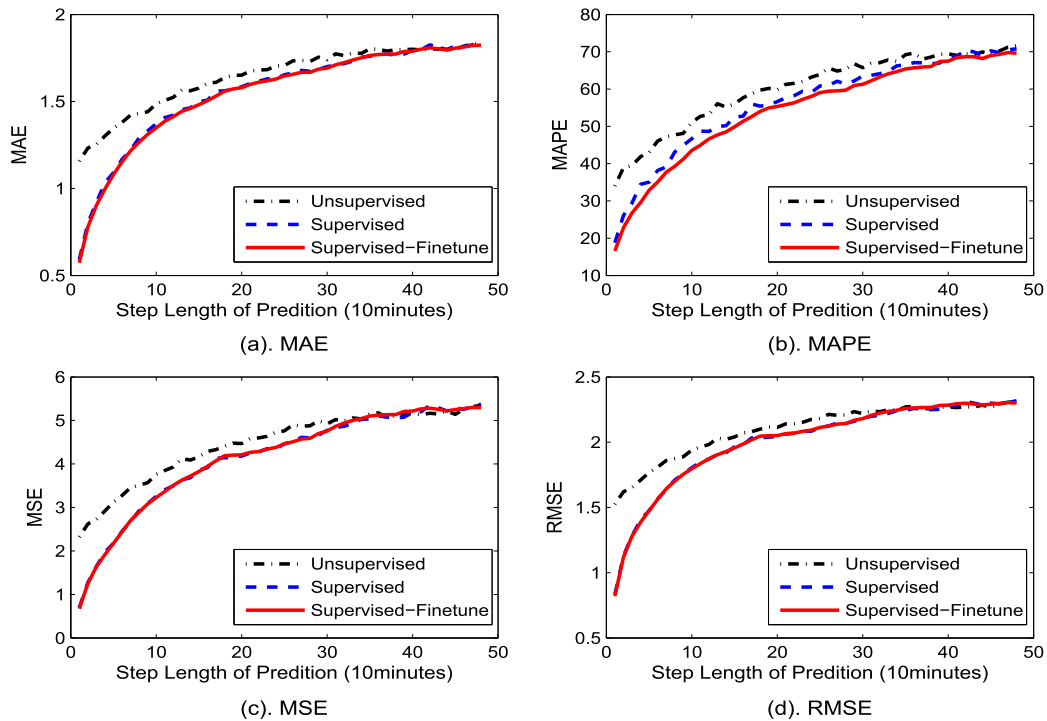 2
1.5
1
0.5
MAE
Unsupervised
Supervised
Supervised−Finetune
0 10 20 30 40 50
Step Length of Predition (10minutes)
(a). MAE
80
70
60
50
40
30
20
10
MAPE
Unsupervised
Supervised
Supervised−Finetune
0 10 20 30 40 50
Step Length of Predition (10minutes)
(b). MAPE
6
5
4
3
2
1
0
MSE
Unsupervised
Supervised
Supervised−Finetune
0 10 20 30 40 50
Step Length of Predition (10minutes)
(c). MSE
2.5
2
1.5
1
0.5
RMSE
Unsupervised
Supervised
Supervised−Finetune
0 10 20 30 40 50
Step Length of Predition (10minutes)
(d). RMSE